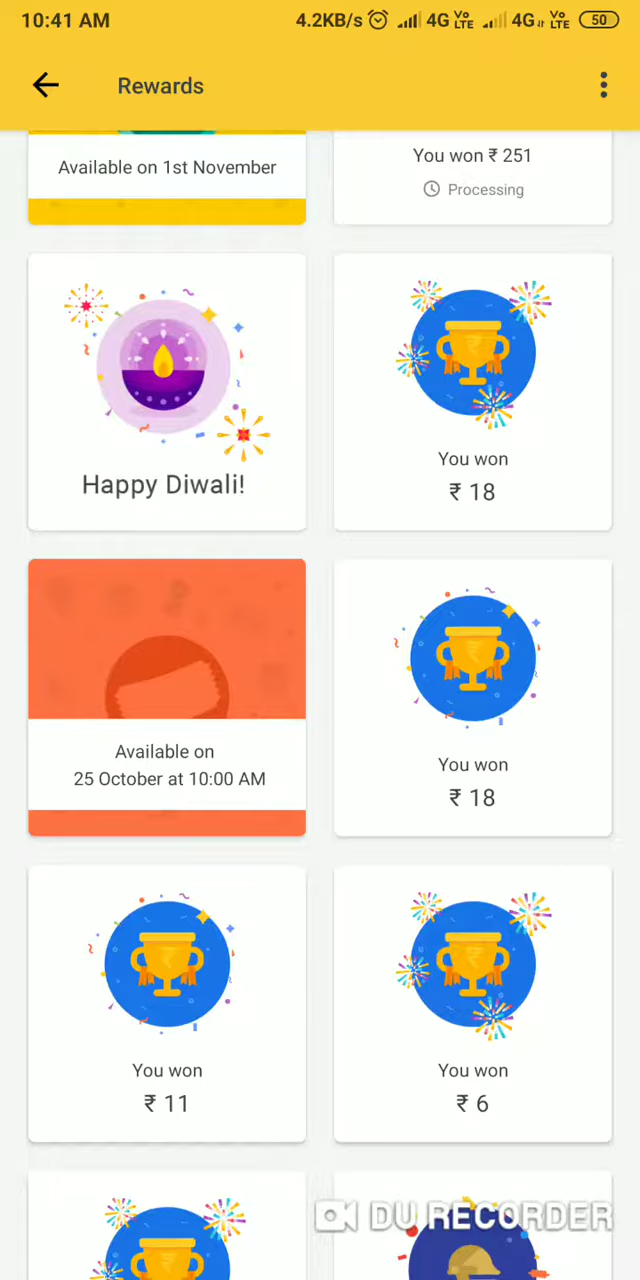 10:41 AM
4.2KB/s 4G VoLTE 4G VoLTE 50
Rewards
Available on 1st November
You won ₹ 251
Processing
Happy Diwali!
You won
₹ 18
Available on
25 October at 10:00 AM
You won
₹ 18
You won
₹ 11
You won
₹ 6
DU RECORDER